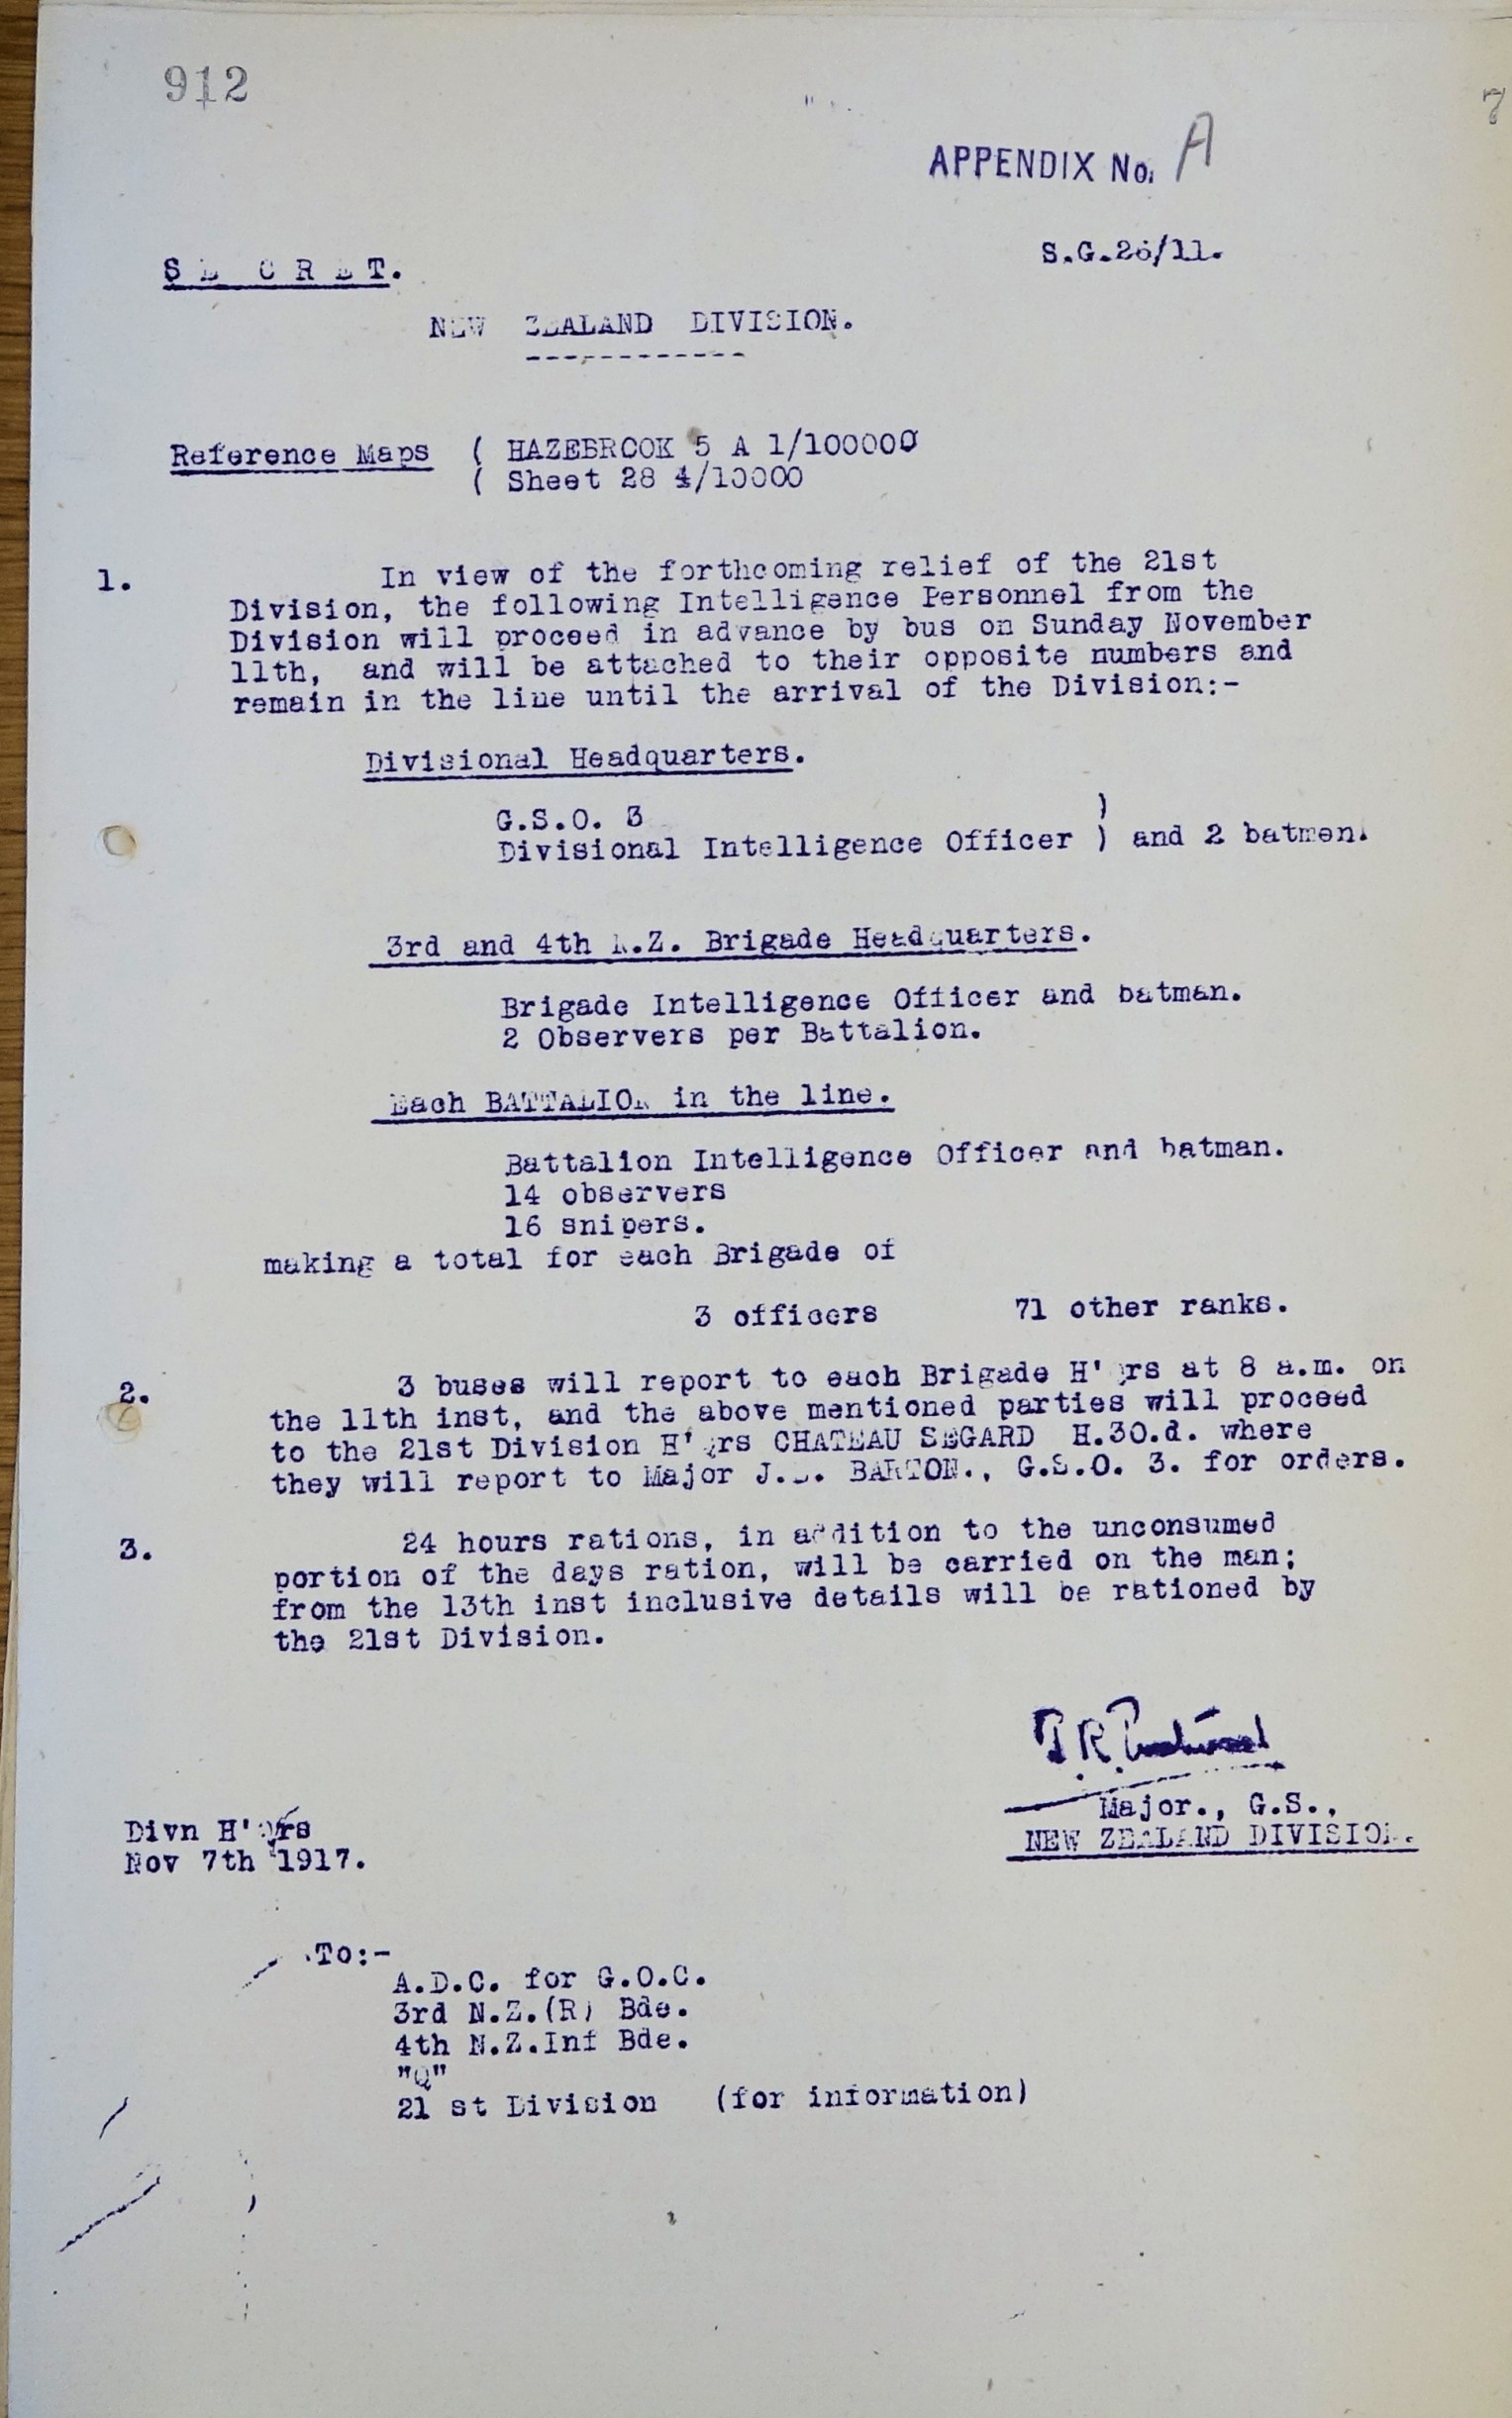 912
7
APPENDIX No. A
S.G.26/11.
S E C R E T.
NEW ZEALAND DIVISION.
------------
Reference Maps ( HAZEBROOK 5 A 1/100000
( Sheet 28 4/10000
1. In view of the forthcoming relief of the 21st
Division, the following Intelligence Personnel from the
Division will proceed in advance by bus on Sunday November
11th, and will be attached to their opposite numbers and
remain in the line until the arrival of the Division:-
Divisional Headquarters.
G.S.O. 3 )
Divisional Intelligence Officer ) and 2 batmen.
3rd and 4th N.Z. Brigade Headquarters.
Brigade Intelligence Officer and batman.
2 Observers per Battalion.
Each BATTALION in the line.
Battalion Intelligence Officer and batman.
14 observers
16 snipers.
making a total for each Brigade of
3 officers 71 other ranks.
2. 3 buses will report to each Brigade H'qrs at 8 a.m. on
the 11th inst, and the above mentioned parties will proceed
to the 21st Division H'qrs CHATEAU SEGARD H.30.d. where
they will report to Major BARTON., G.S.O. 3. for orders.
3. 24 hours rations, in addition to the unconsumed
portion of the days ration, will be carried on the man;
from the 13th inst inclusive details will be rationed by
the 21st Division.
Major., G.S.,
NEW ZEALAND DIVISION.
Divn H'qrs
Nov 7th 1917.
To:-
A.D.C. for G.O.C.
3rd N.Z.(R) Bde.
4th N.Z.Inf Bde.
"Q"
21 st Division (for information)